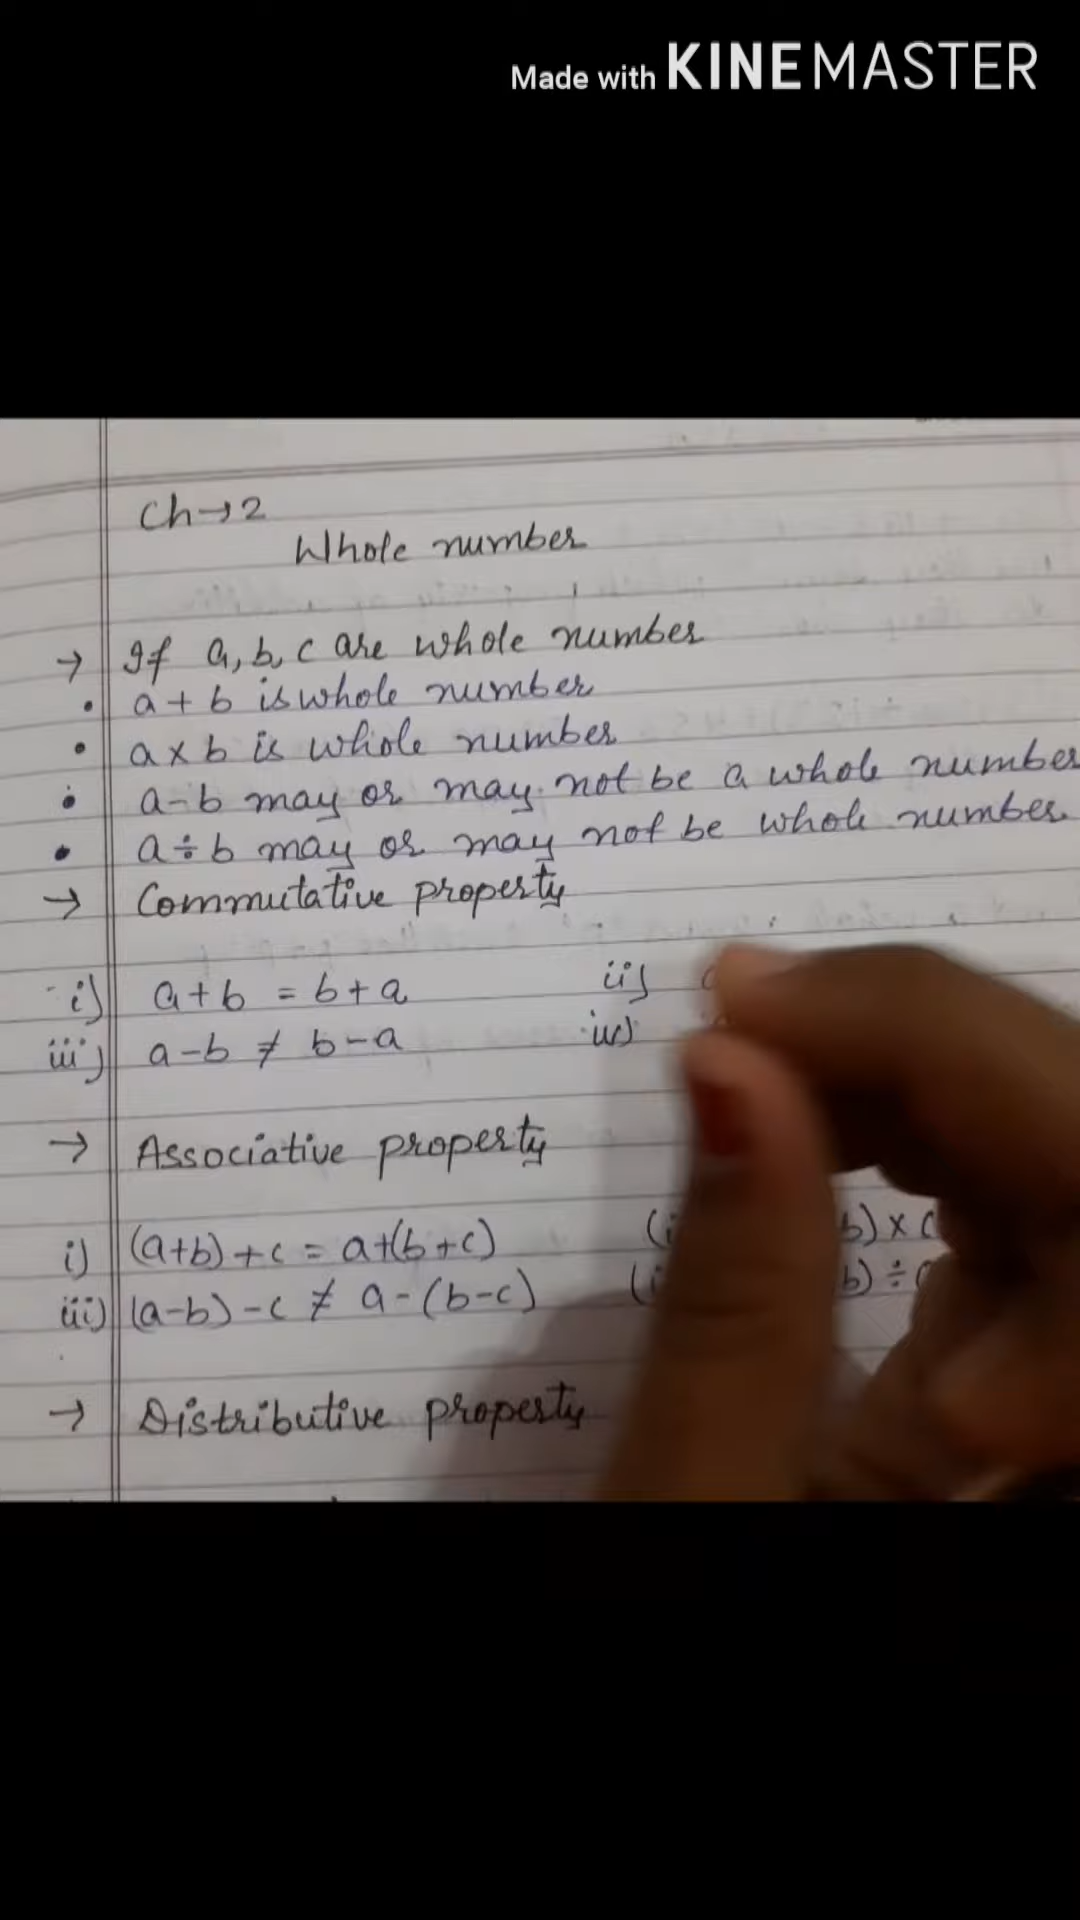 Made with KINEMASTER
Ch→2
Whole number
→ If a, b, c are whole number
• a + b is whole number
• a × b is whole number
• a - b may or may not be a whole number
• a ÷ b may or may not be whole number
→ Commutative property
i) a + b = b + a ii)
iii) a - b ≠ b - a iv)
→ Associative property
i) (a+b) + c = a+(b+c) (i b) × c
iii) (a-b) - c ≠ a - (b-c) (i b) ÷
→ Distributive property